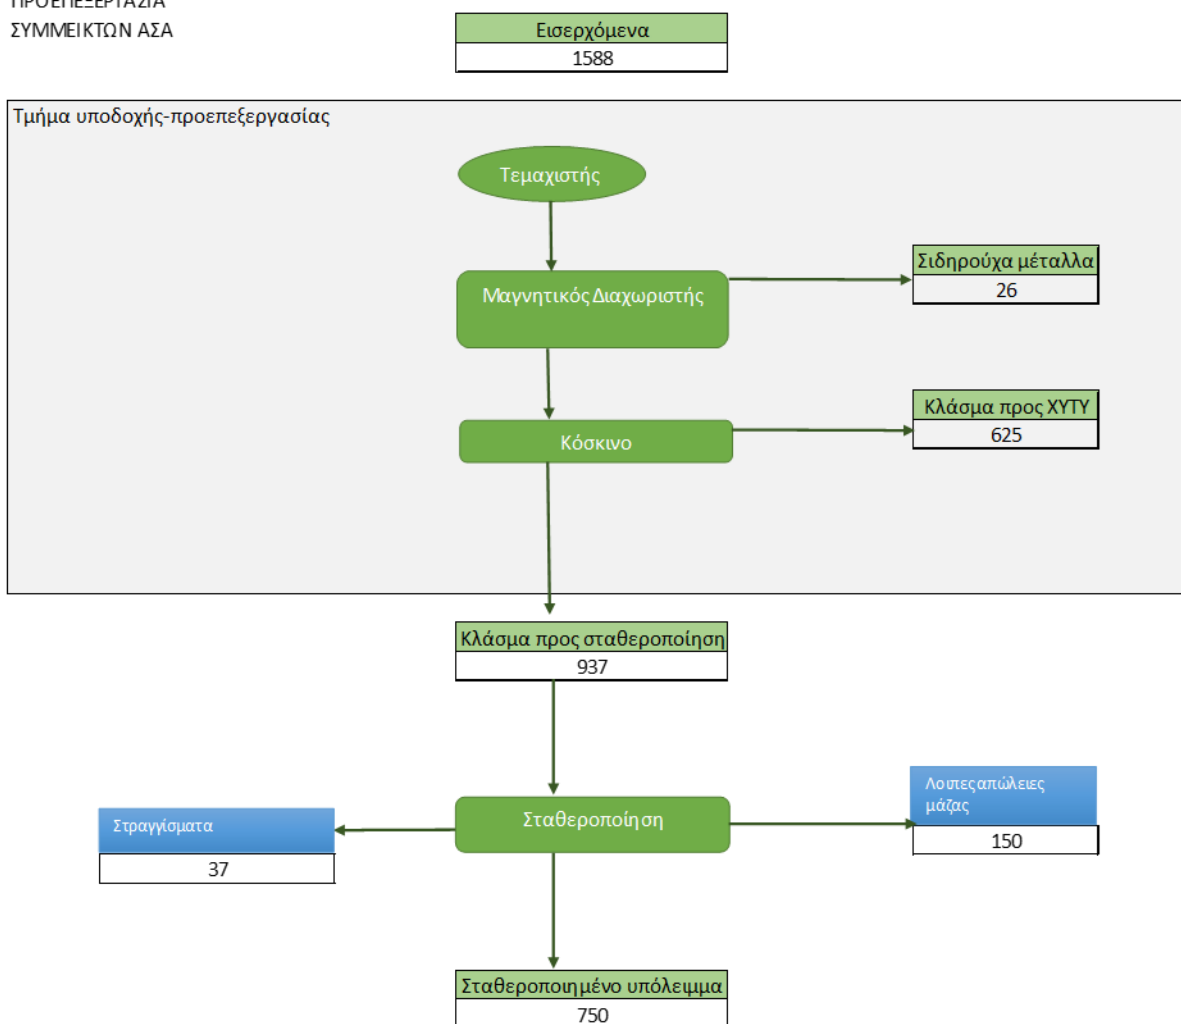 ΠΡΟΕΠΕΞΕΡΓΑΣΙΑ
ΣΥΜΜΕΙΚΤΩΝ ΑΣΑ
Εισερχόμενα
1588
Τμήμα υποδοχής-προεπεξεργασίας
Τεμαχιστής
Μαγνητικός Διαχωριστής
Σιδηρούχα μέταλλα
26
Κόσκινο
Κλάσμα προς ΧΥΤΥ
625
Κλάσμα προς σταθεροποίηση
937
Σταθεροποίηση
Στραγγίσματα
37
Λοιπες απώλειες
μάζας
150
Σταθεροποιημένο υπόλειμμα
750